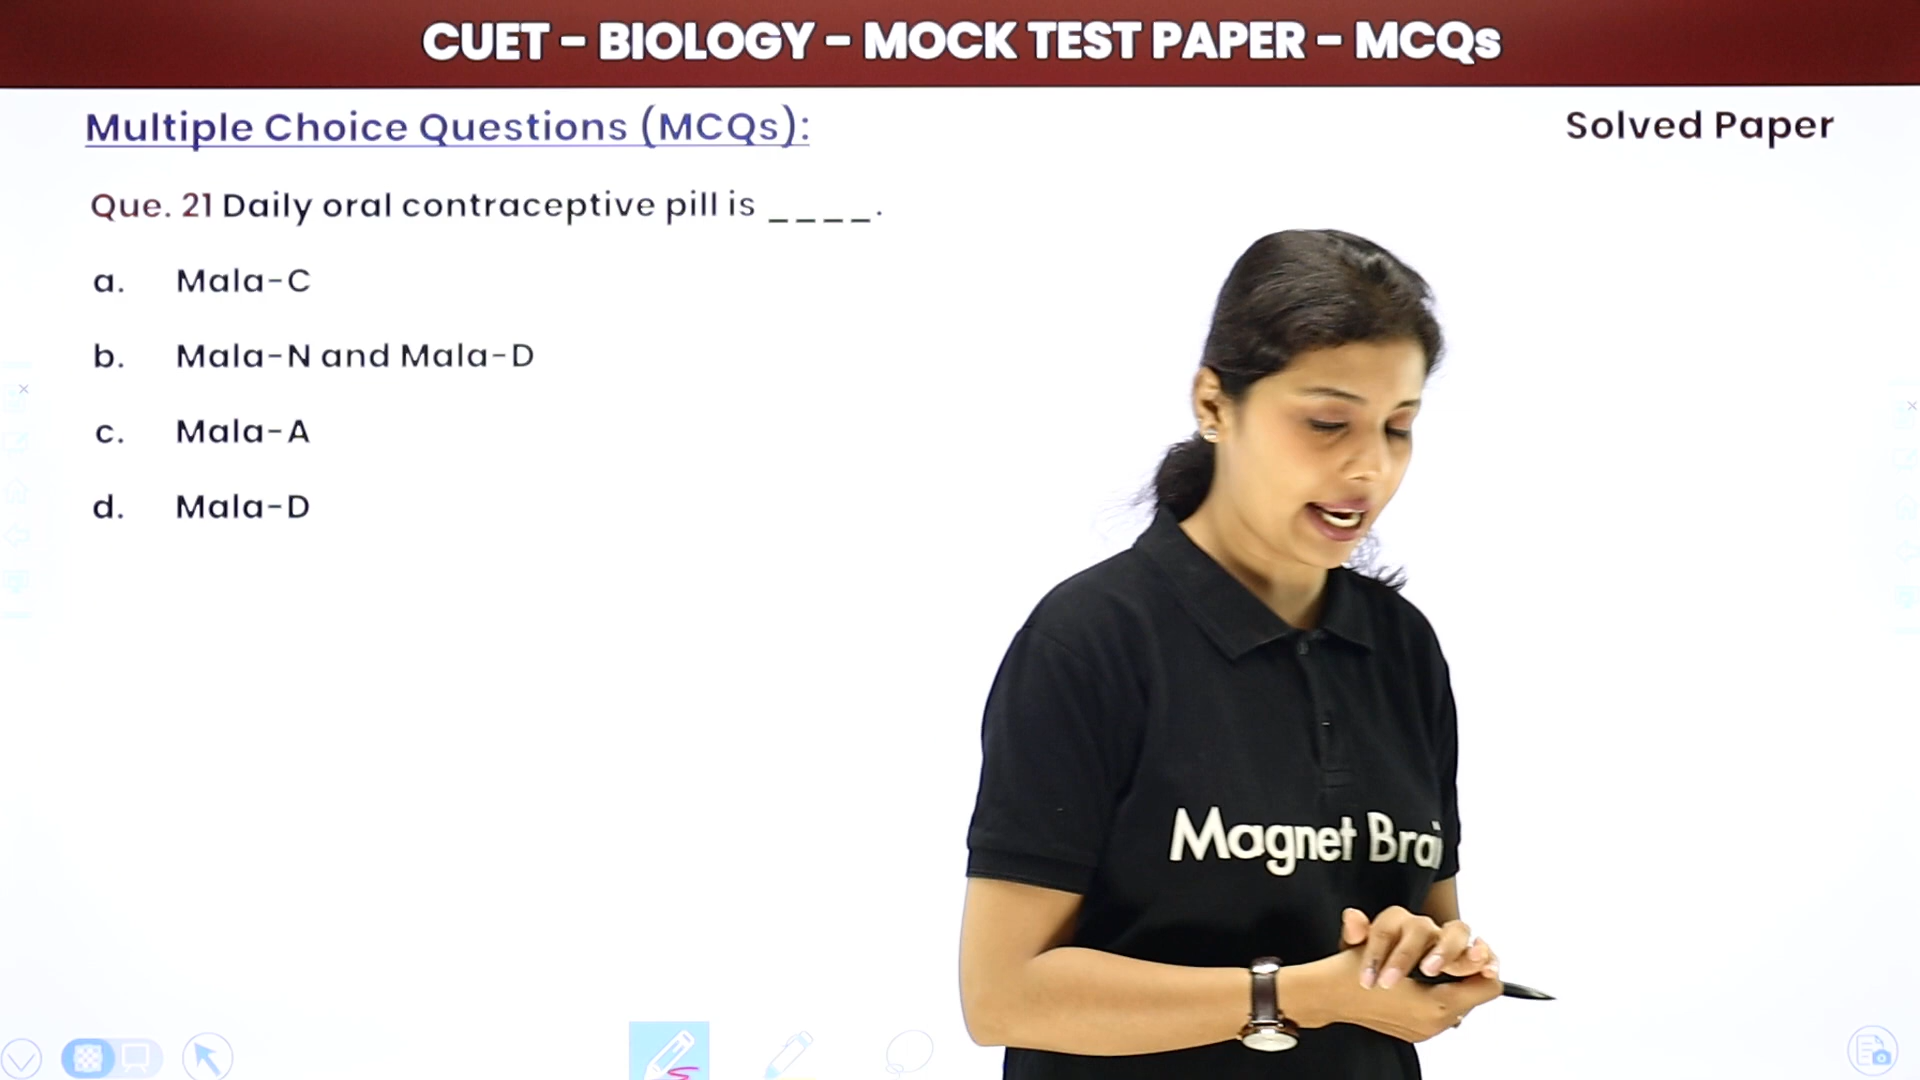 CUET - BIOLOGY - MOCK TEST PAPER - MCQs
Multiple Choice Questions (MCQs):
Solved Paper
Que. 21 Daily oral contraceptive pill is ____.
a. Mala-C
b. Mala-N and Mala-D
c. Mala-A
d. Mala-D
Magnet Brai